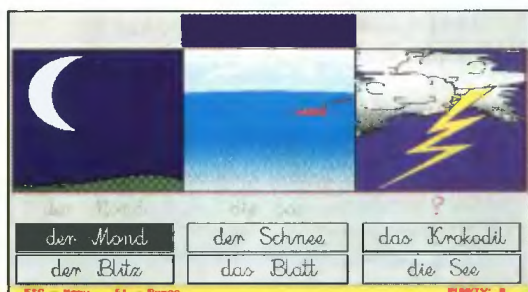 der Mond die See ?
der Mond der Schnee das Krokodil
der Blitz das Blatt die See